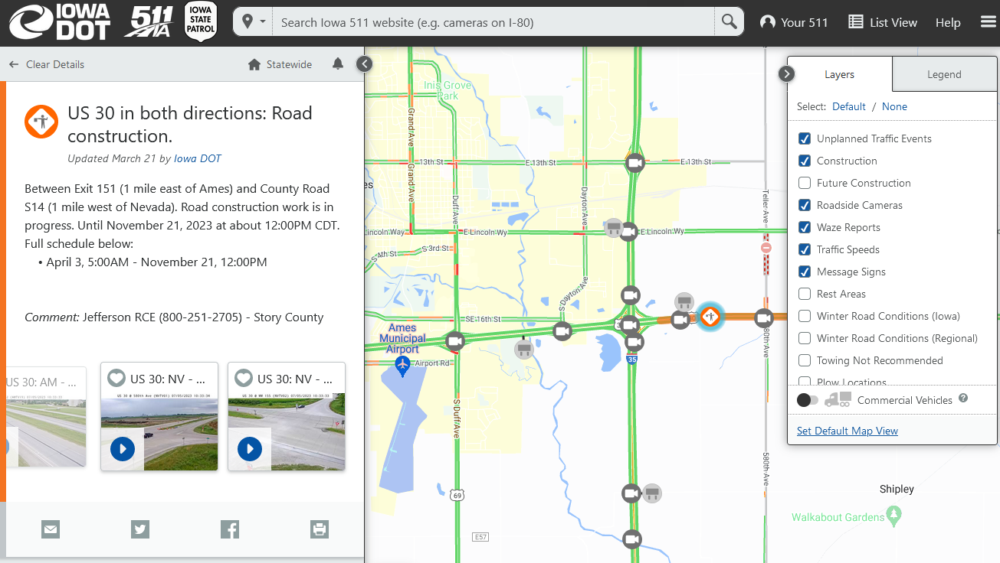 IOWA
DOT
511
IA
IOWA
STATE
PATROL
Search Iowa 511 website (e.g. cameras on I-80)
Your 511
List View
Help
Clear Details
Statewide
US 30 in both directions: Road
construction.
Updated March 21 by Iowa DOT
Between Exit 151 (1 mile east of Ames) and County Road
S14 (1 mile west of Nevada). Road construction work is in
progress. Until November 21, 2023 at about 12:00PM CDT.
Full schedule below:
• April 3, 5:00AM - November 21, 12:00PM
Comment: Jefferson RCE (800-251-2705) - Story County
US 30: AM - ...
US 30: NV - ...
US 30: NV - ...
Inis Grove
Park
Grand Ave
Grand Ave
13th St
E 13th St
E 13th St
es
Duff Ave
Dayton Ave
Teller Ave
Lincoln Way
E Lincoln Wy
E Lincoln Wy
S 4th St
S 3rd St
S Dayton Ave
SE 16th St
Ames
Municipal
Airport
Airport Rd
35
S Duff Ave
580th Ave
580th Ave
69
E57
Shipley
Walkabout Gardens
Layers
Legend
Select: Default / None
Unplanned Traffic Events
Construction
Future Construction
Roadside Cameras
Waze Reports
Traffic Speeds
Message Signs
Rest Areas
Winter Road Conditions (Iowa)
Winter Road Conditions (Regional)
Towing Not Recommended
Plow Locations
Commercial Vehicles
?
Set Default Map View